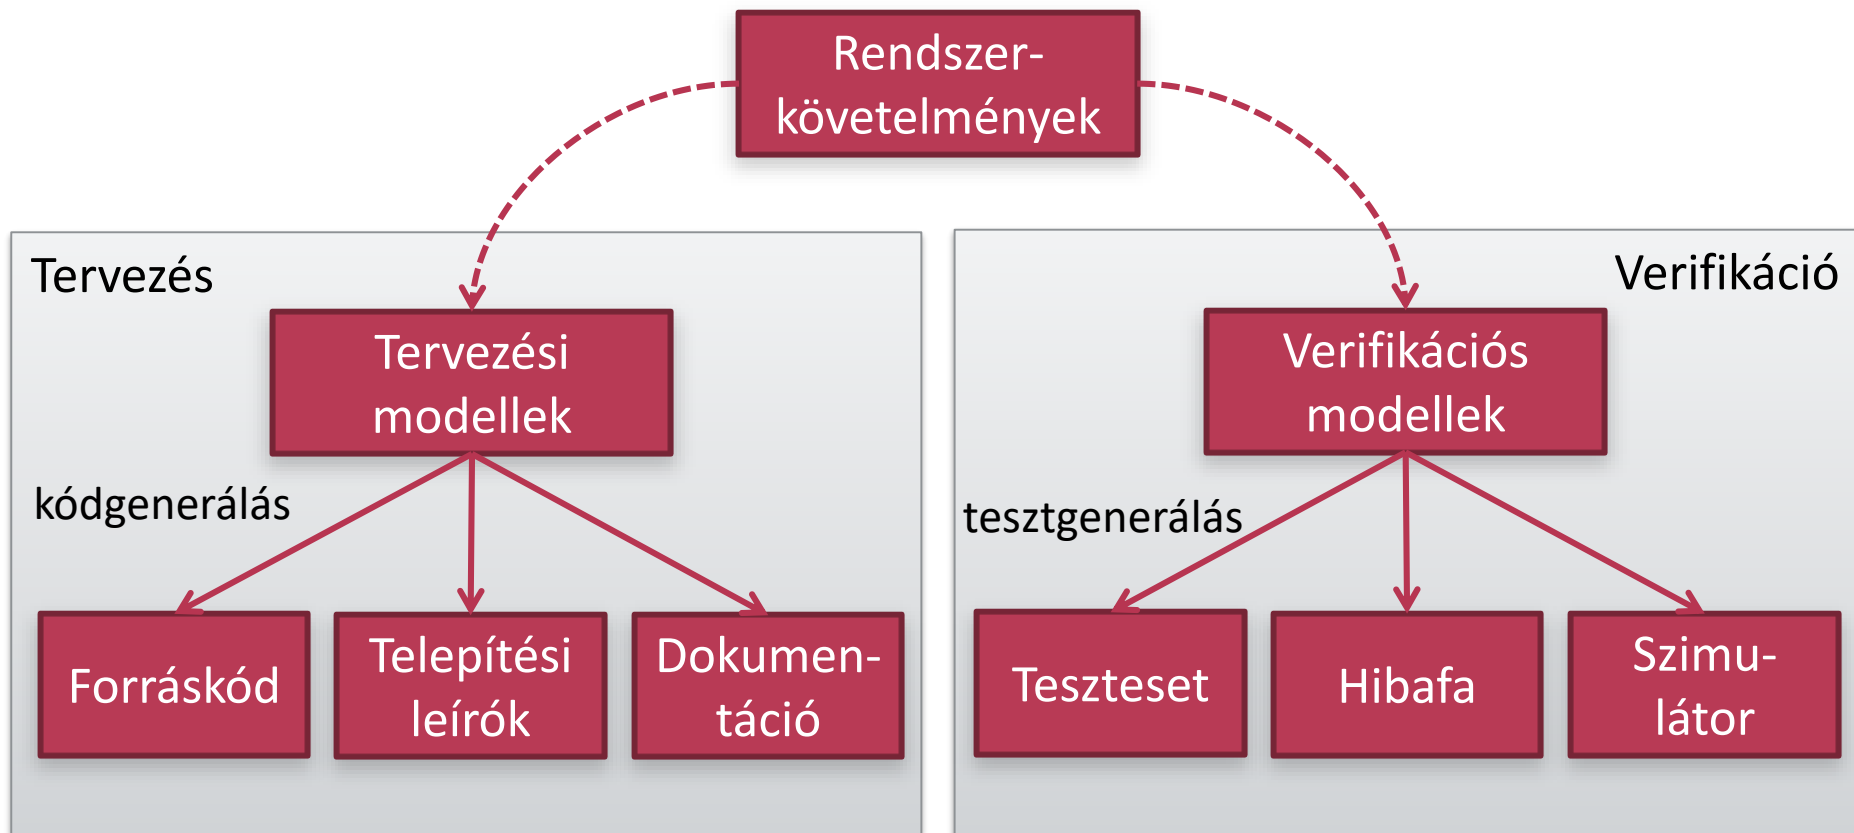 Rendszer-
követelmények
Tervezés
Tervezési
modellek
kódgenerálás
Forráskód
Telepítési
leírók
Dokumen-
táció
Verifikáció
Verifikációs
modellek
tesztgenerálás
Teszteset
Hibafa
Szimu-
látor